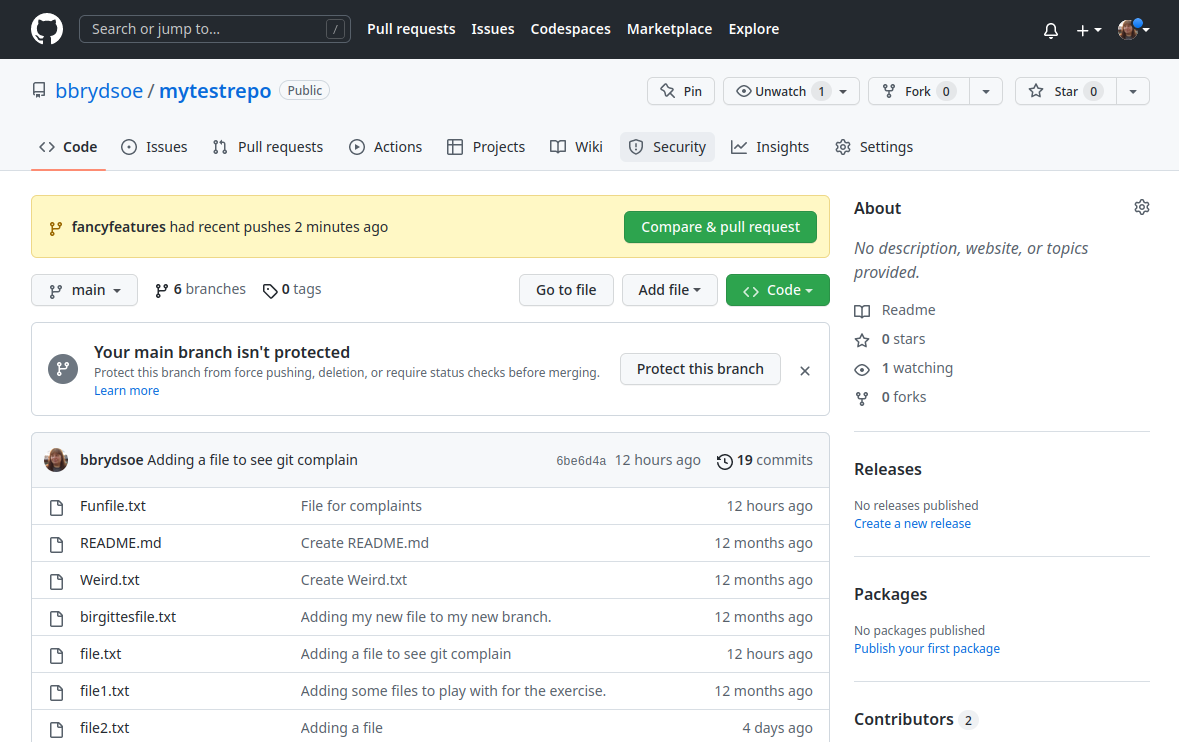 Search or jump to... /
Pull requests Issues Codespaces Marketplace Explore
bbrydsoe / mytestrepo Public
Pin Unwatch 1 Fork 0 Star 0
Code Issues Pull requests Actions Projects Wiki Security Insights Settings
fancyfeatures had recent pushes 2 minutes ago Compare & pull request
main 6 branches 0 tags Go to file Add file Code
Your main branch isn't protected
Protect this branch from force pushing, deletion, or require status checks before merging.
Learn more
Protect this branch
bbrydsoe Adding a file to see git complain 6be6d4a 12 hours ago 19 commits
Funfile.txt File for complaints 12 hours ago
README.md Create README.md 12 months ago
Weird.txt Create Weird.txt 12 months ago
birgittesfile.txt Adding my new file to my new branch. 12 months ago
file.txt Adding a file to see git complain 12 hours ago
file1.txt Adding some files to play with for the exercise. 12 months ago
file2.txt Adding a file 4 days ago
About
No description, website, or topics
provided.
Readme
0 stars
1 watching
0 forks
Releases
No releases published
Create a new release
Packages
No packages published
Publish your first package
Contributors 2